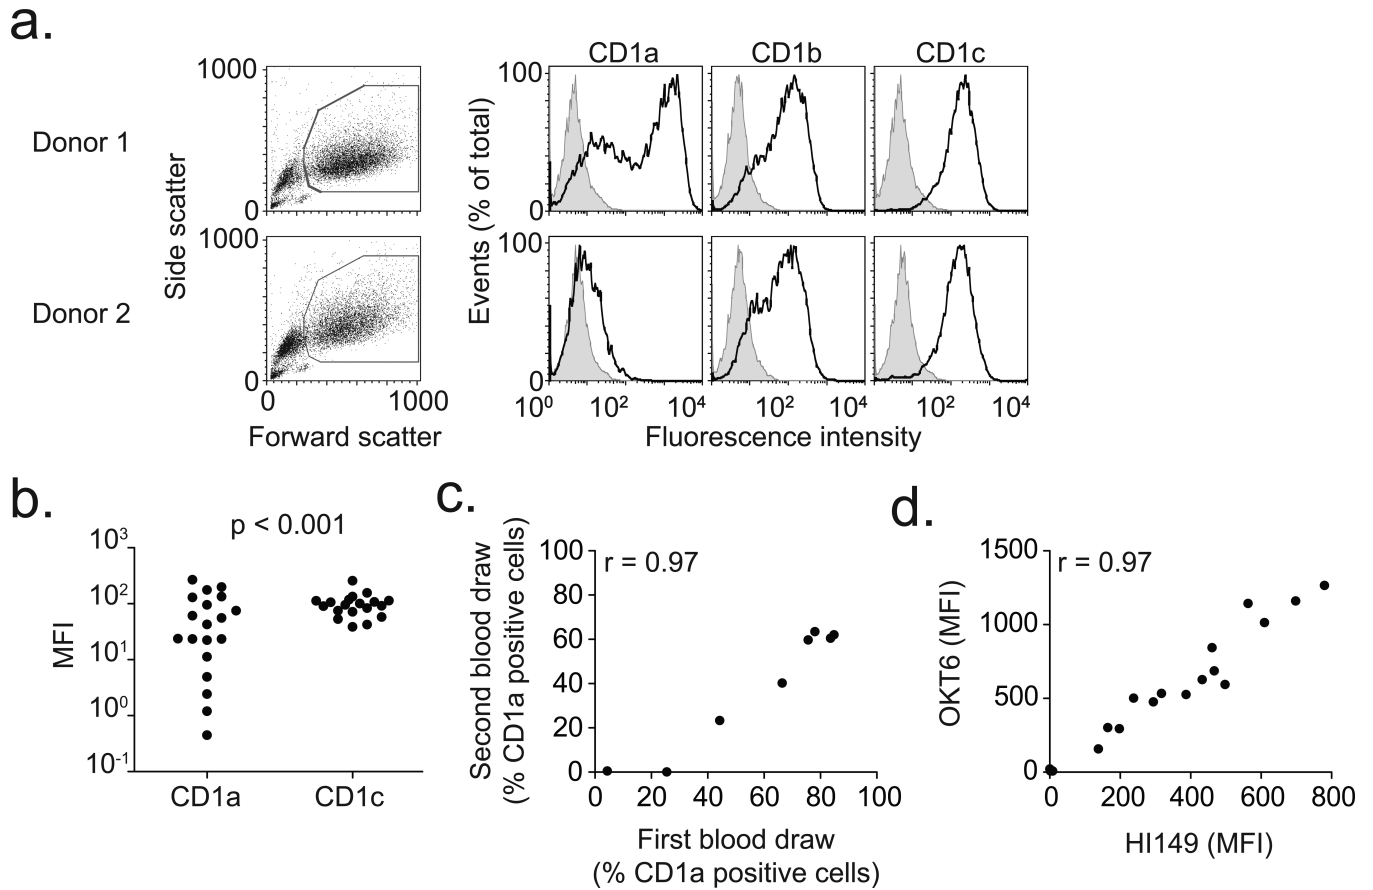 a.
CD1a CD1b CD1c
Donor 1
Donor 2
Side scatter
1000
0
1000
0
0 1000
Forward scatter
Events (% of total)
100
0
100
0
10⁰ 10² 10⁴ 10² 10⁴ 10² 10⁴
Fluorescence intensity
b.
p < 0.001
MFI
10³
10²
10¹
10⁰
10⁻¹
CD1a CD1c
c.
r = 0.97
Second blood draw
(% CD1a positive cells)
100
80
60
40
20
0
0 20 40 60 80 100
First blood draw
(% CD1a positive cells)
d.
r = 0.97
OKT6 (MFI)
1500
1000
500
0
0 200 400 600 800
HI149 (MFI)